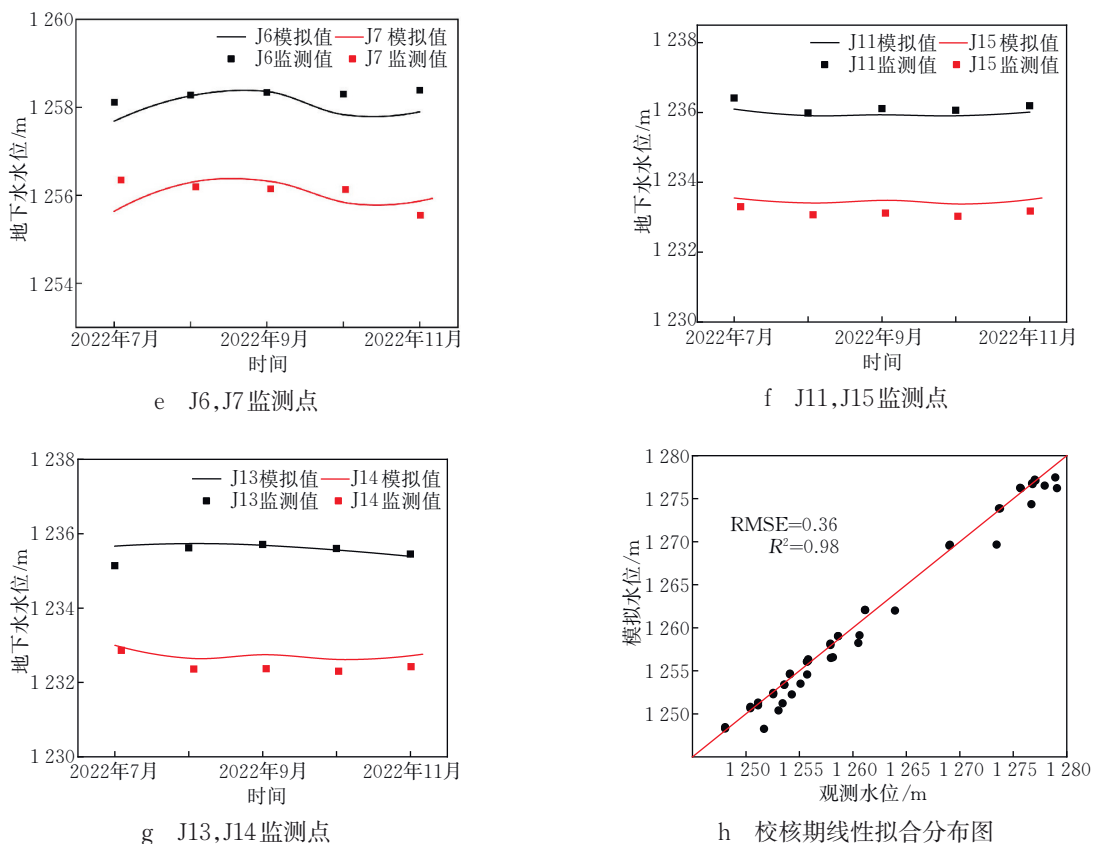 1 260
J6模拟值 J7 模拟值
J6监测值 J7 监测值
1 258
1 256
1 254
地下水水位/m
2022年7月 2022年9月 2022年11月
时间
e J6,J7监测点
1 238
J11模拟值 J15模拟值
J11监测值 J15监测值
1 236
1 234
1 232
1 230
地下水水位/m
2022年7月 2022年9月 2022年11月
时间
f J11,J15监测点
1 238
J13模拟值 J14模拟值
J13监测值 J14监测值
1 236
1 234
1 232
1 230
地下水水位/m
2022年7月 2022年9月 2022年11月
时间
g J13,J14监测点
1 280
1 275
1 270
1 265
1 260
1 255
1 250
模拟水位/m
RMSE=0.36
R²=0.98
1 250 1 255 1 260 1 265 1 270 1 275 1 280
观测水位/m
h 校核期线性拟合分布图